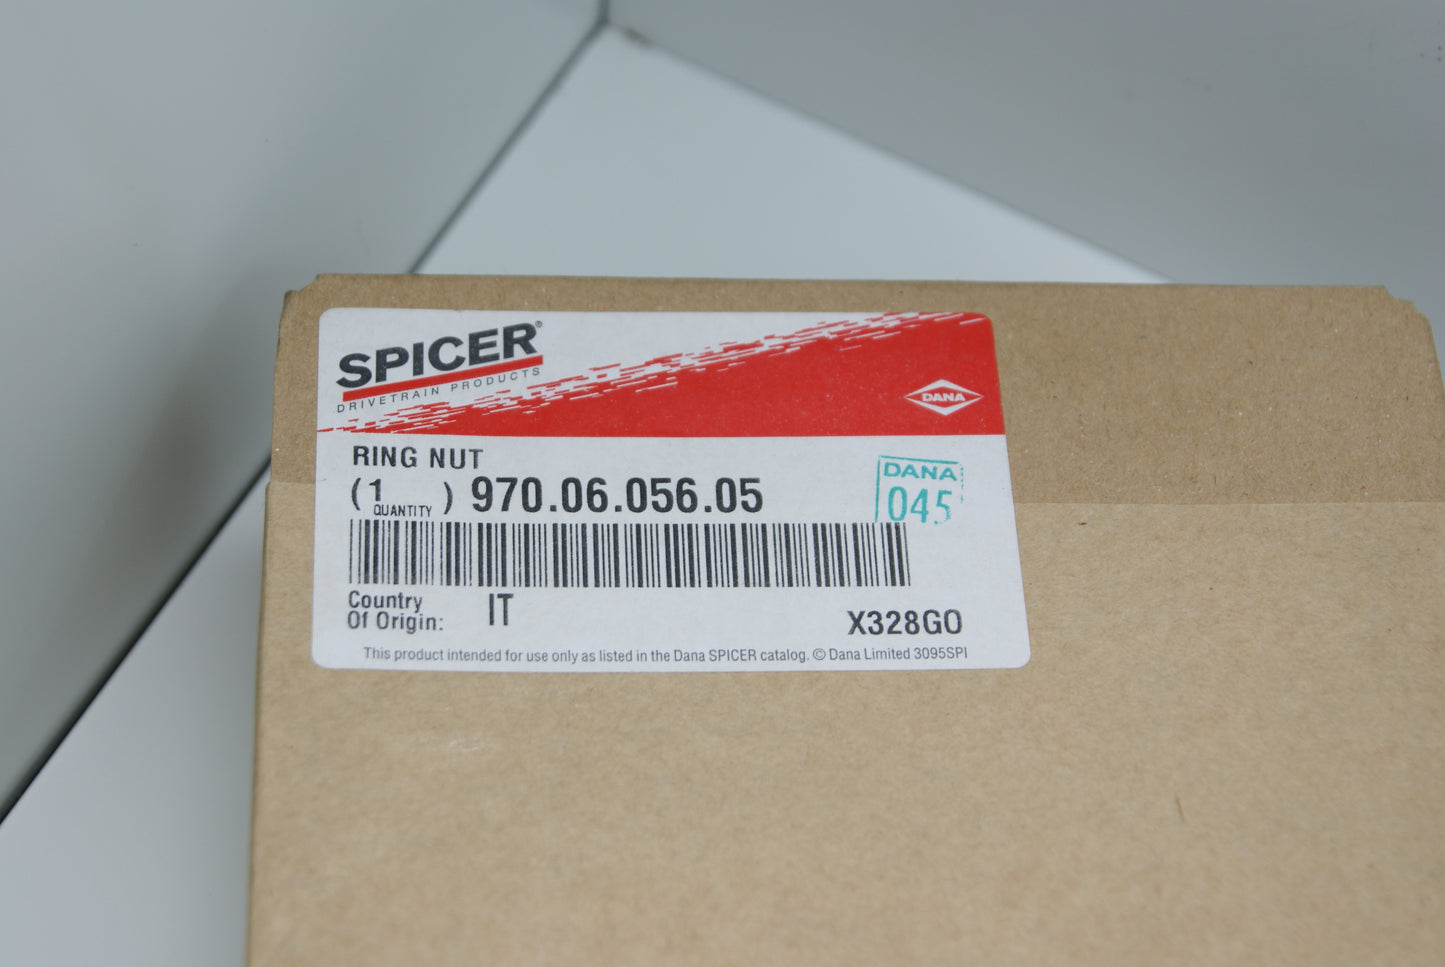 SPICER®
DRIVETRAIN PRODUCTS
DANA
RING NUT
(1 QUANTITY) 970.06.056.05
DANA
045
Country
Of Origin: IT
X328GO
This product intended for use only as listed in the Dana SPICER catalog. © Dana Limited 3095SPI